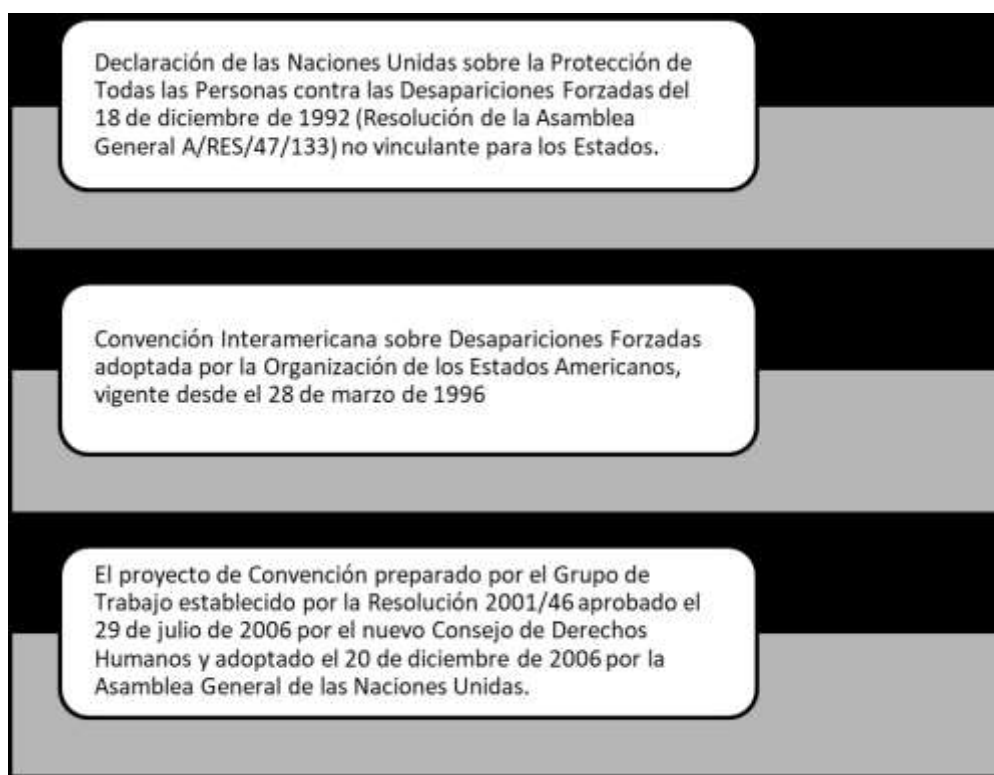 Declaración de las Naciones Unidas sobre la Protección de
Todas las Personas contra las Desapariciones Forzadas del
18 de diciembre de 1992 (Resolución de la Asamblea
General A/RES/47/133) no vinculante para los Estados.
Convención Interamericana sobre Desapariciones Forzadas
adoptada por la Organización de los Estados Americanos,
vigente desde el 28 de marzo de 1996
El proyecto de Convención preparado por el Grupo de
Trabajo establecido por la Resolución 2001/46 aprobado el
29 de julio de 2006 por el nuevo Consejo de Derechos
Humanos y adoptado el 20 de diciembre de 2006 por la
Asamblea General de las Naciones Unidas.